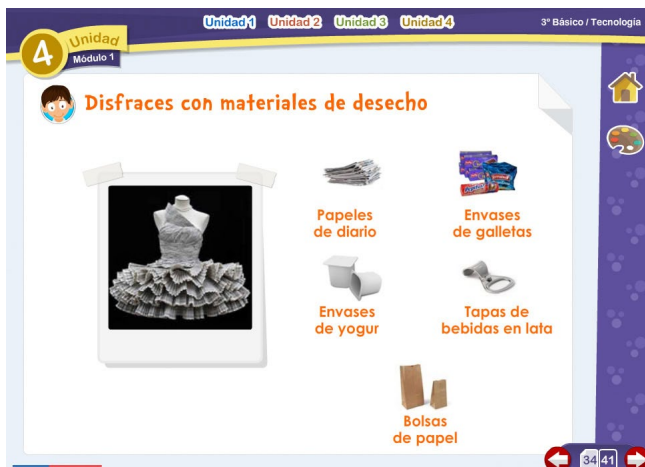 Unidad 1 Unidad 2 Unidad 3 Unidad 4
3° Básico / Tecnología
4 Unidad
Módulo 1
Disfraces con materiales de desecho
Papeles
de diario
Envases
de galletas
Envases
de yogur
Tapas de
bebidas en lata
Bolsas
de papel
34 41